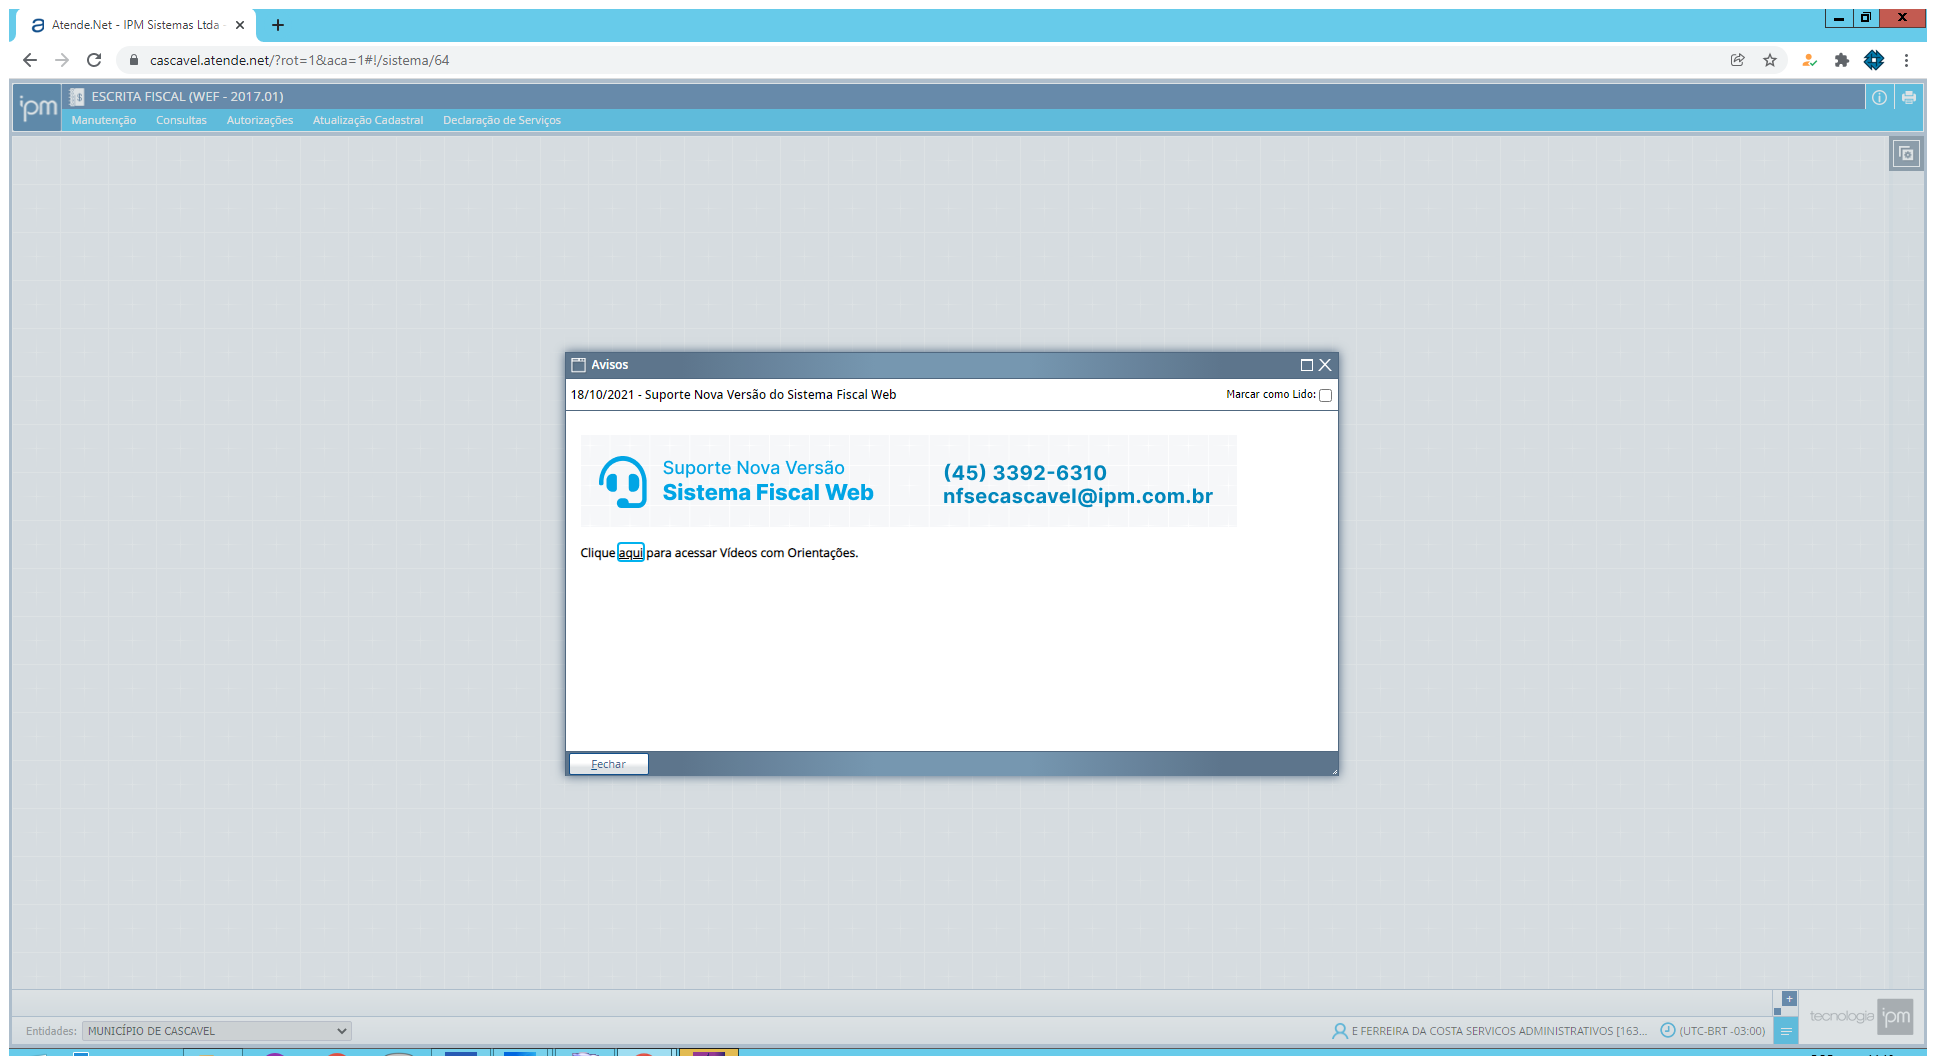 Atende.Net - IPM Sistemas Ltda
cascavel.atende.net/?rot=1&aca=1#!/sistema/64
ipm
ESCRITA FISCAL (WEF - 2017.01)
Manutenção Consultas Autorizações Atualização Cadastral Declaração de Serviços
Avisos
18/10/2021 - Suporte Nova Versão do Sistema Fiscal Web
Marcar como Lido:
Suporte Nova Versão
Sistema Fiscal Web
(45) 3392-6310
nfsecascavel@ipm.com.br
Clique aqui para acessar Vídeos com Orientações.
Fechar
Entidades: MUNICÍPIO DE CASCAVEL
E FERREIRA DA COSTA SERVICOS ADMINISTRATIVOS [163...
(UTC-BRT -03:00)
tecnologia ipm